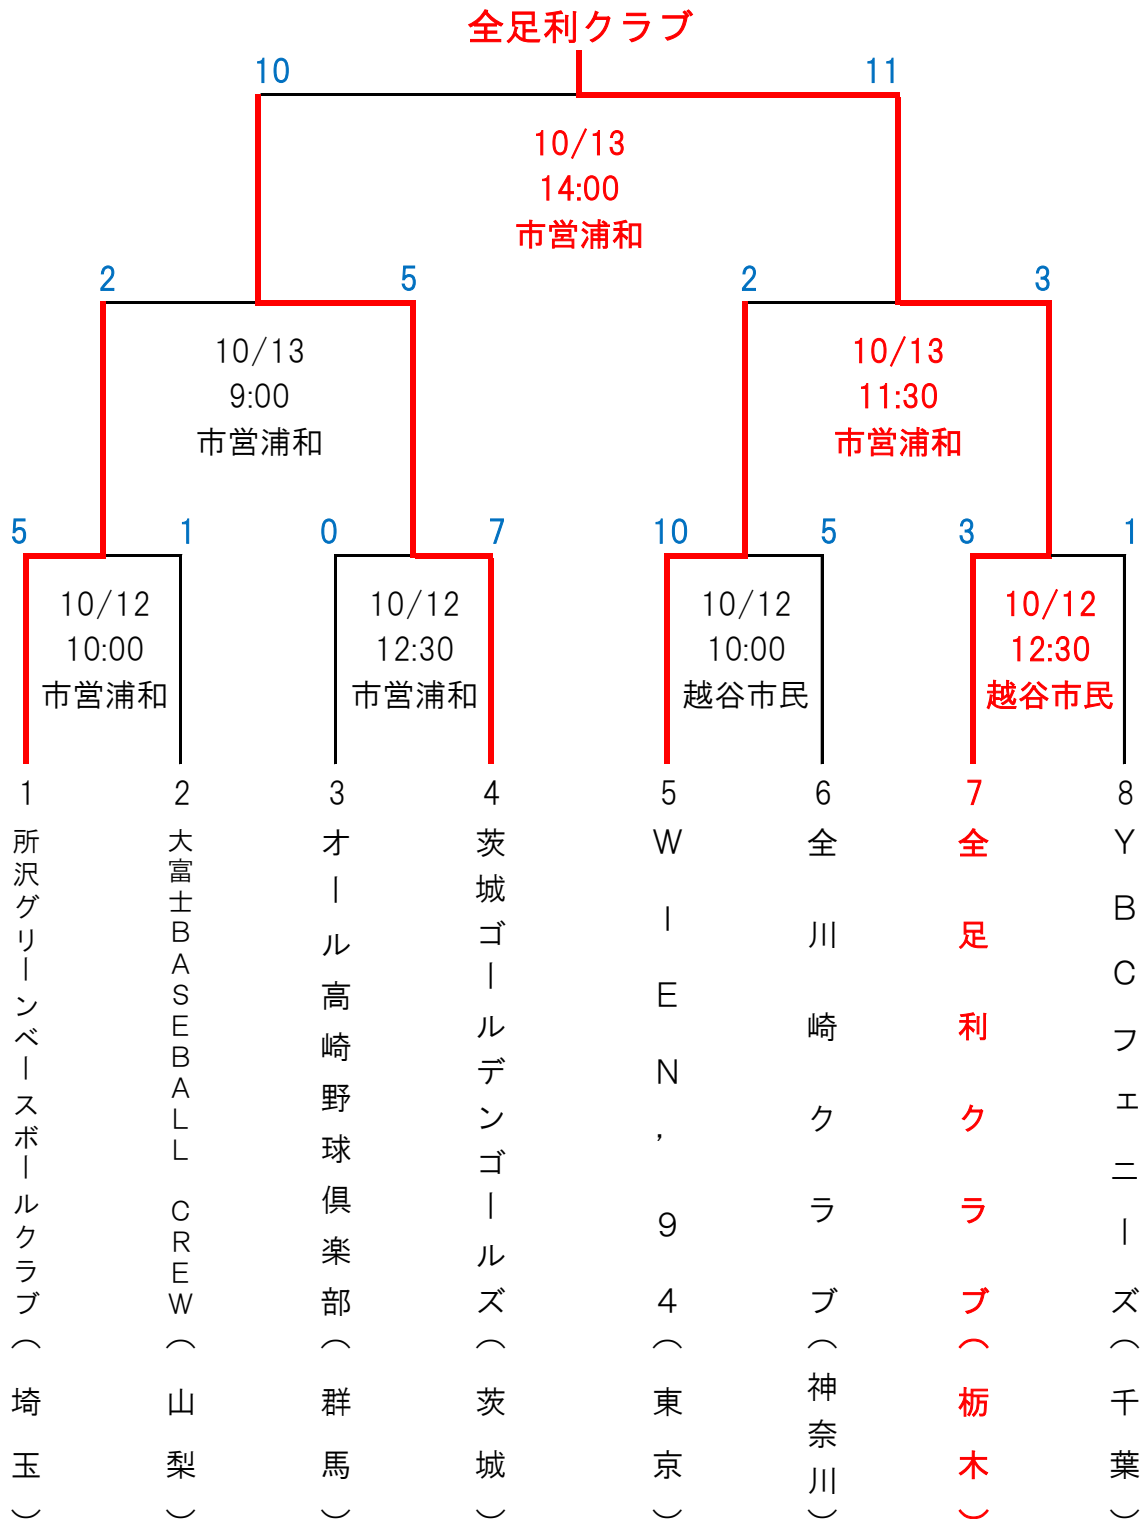 全足利クラブ
10
11
10/13
14:00
市営浦和
2
5
2
3
10/13
9:00
市営浦和
10/13
11:30
市営浦和
5
1
0
7
10
5
3
1
10/12
10:00
市営浦和
10/12
12:30
市営浦和
10/12
10:00
越谷市民
10/12
12:30
越谷市民
1
所沢グリーンベースボールクラブ(埼玉)
2
大富士BASEBALL CREW(山梨)
3
オール高崎野球倶楽部(群馬)
4
茨城ゴールデンゴールズ(茨城)
5
WIEN’94(東京)
6
全川崎クラブ(神奈川)
7
全足利クラブ(栃木)
8
YBCフェニーズ(千葉)